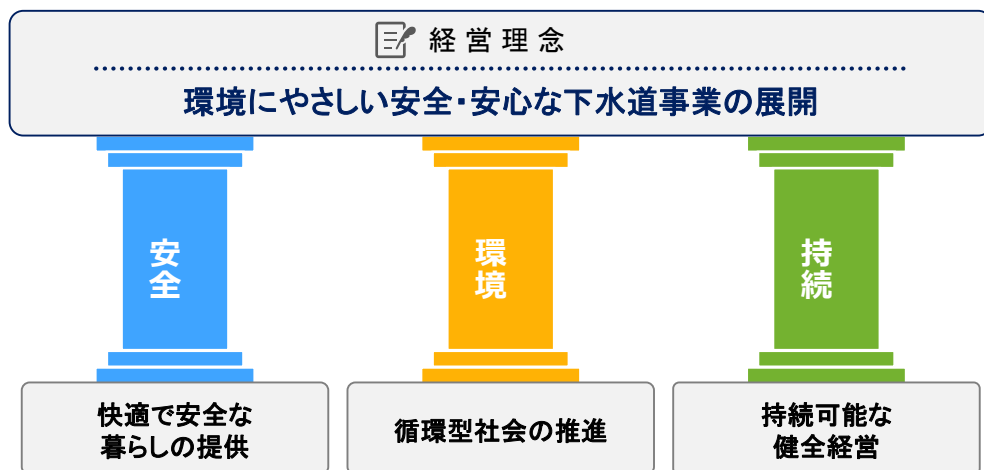 経営理念
環境にやさしい安全・安心な下水道事業の展開
安全
環境
持続
快適で安全な
暮らしの提供
循環型社会の推進
持続可能な
健全経営